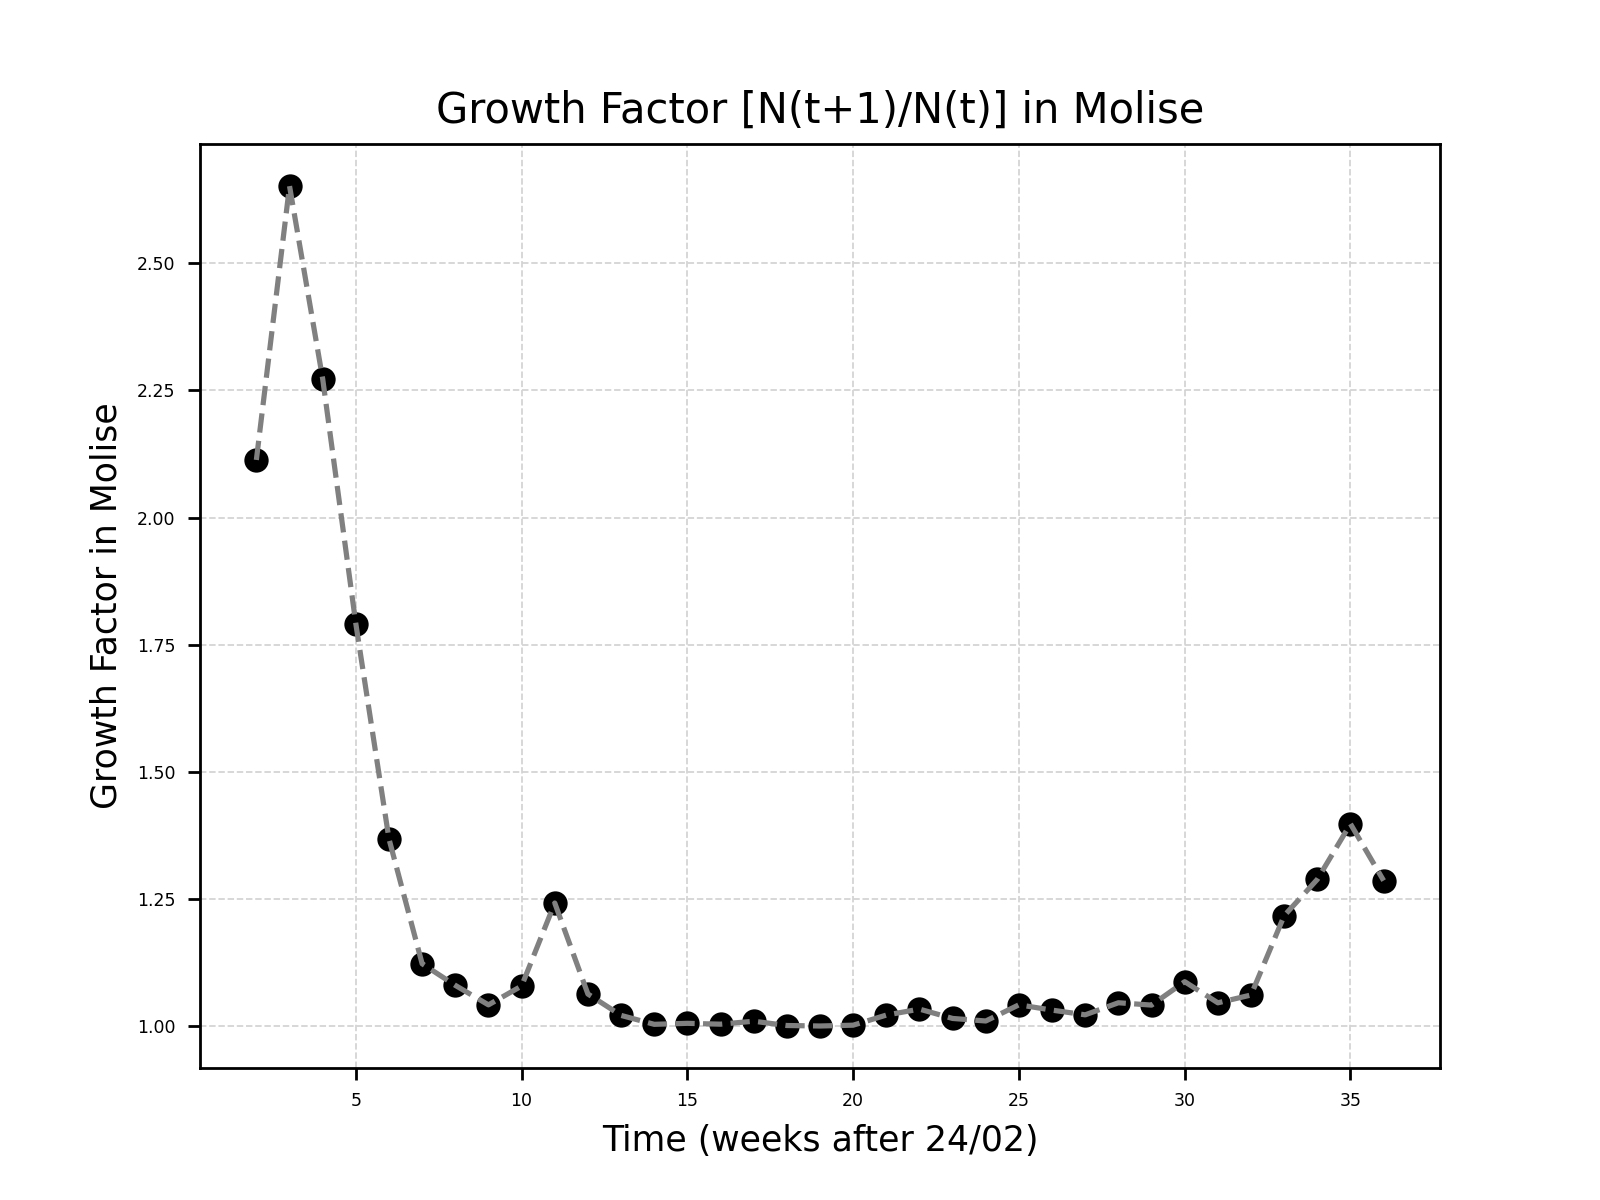 Growth Factor [N(t+1)/N(t)] in Molise
Growth Factor in Molise
2.50
2.25
2.00
1.75
1.50
1.25
1.00
5 10 15 20 25 30 35
Time (weeks after 24/02)